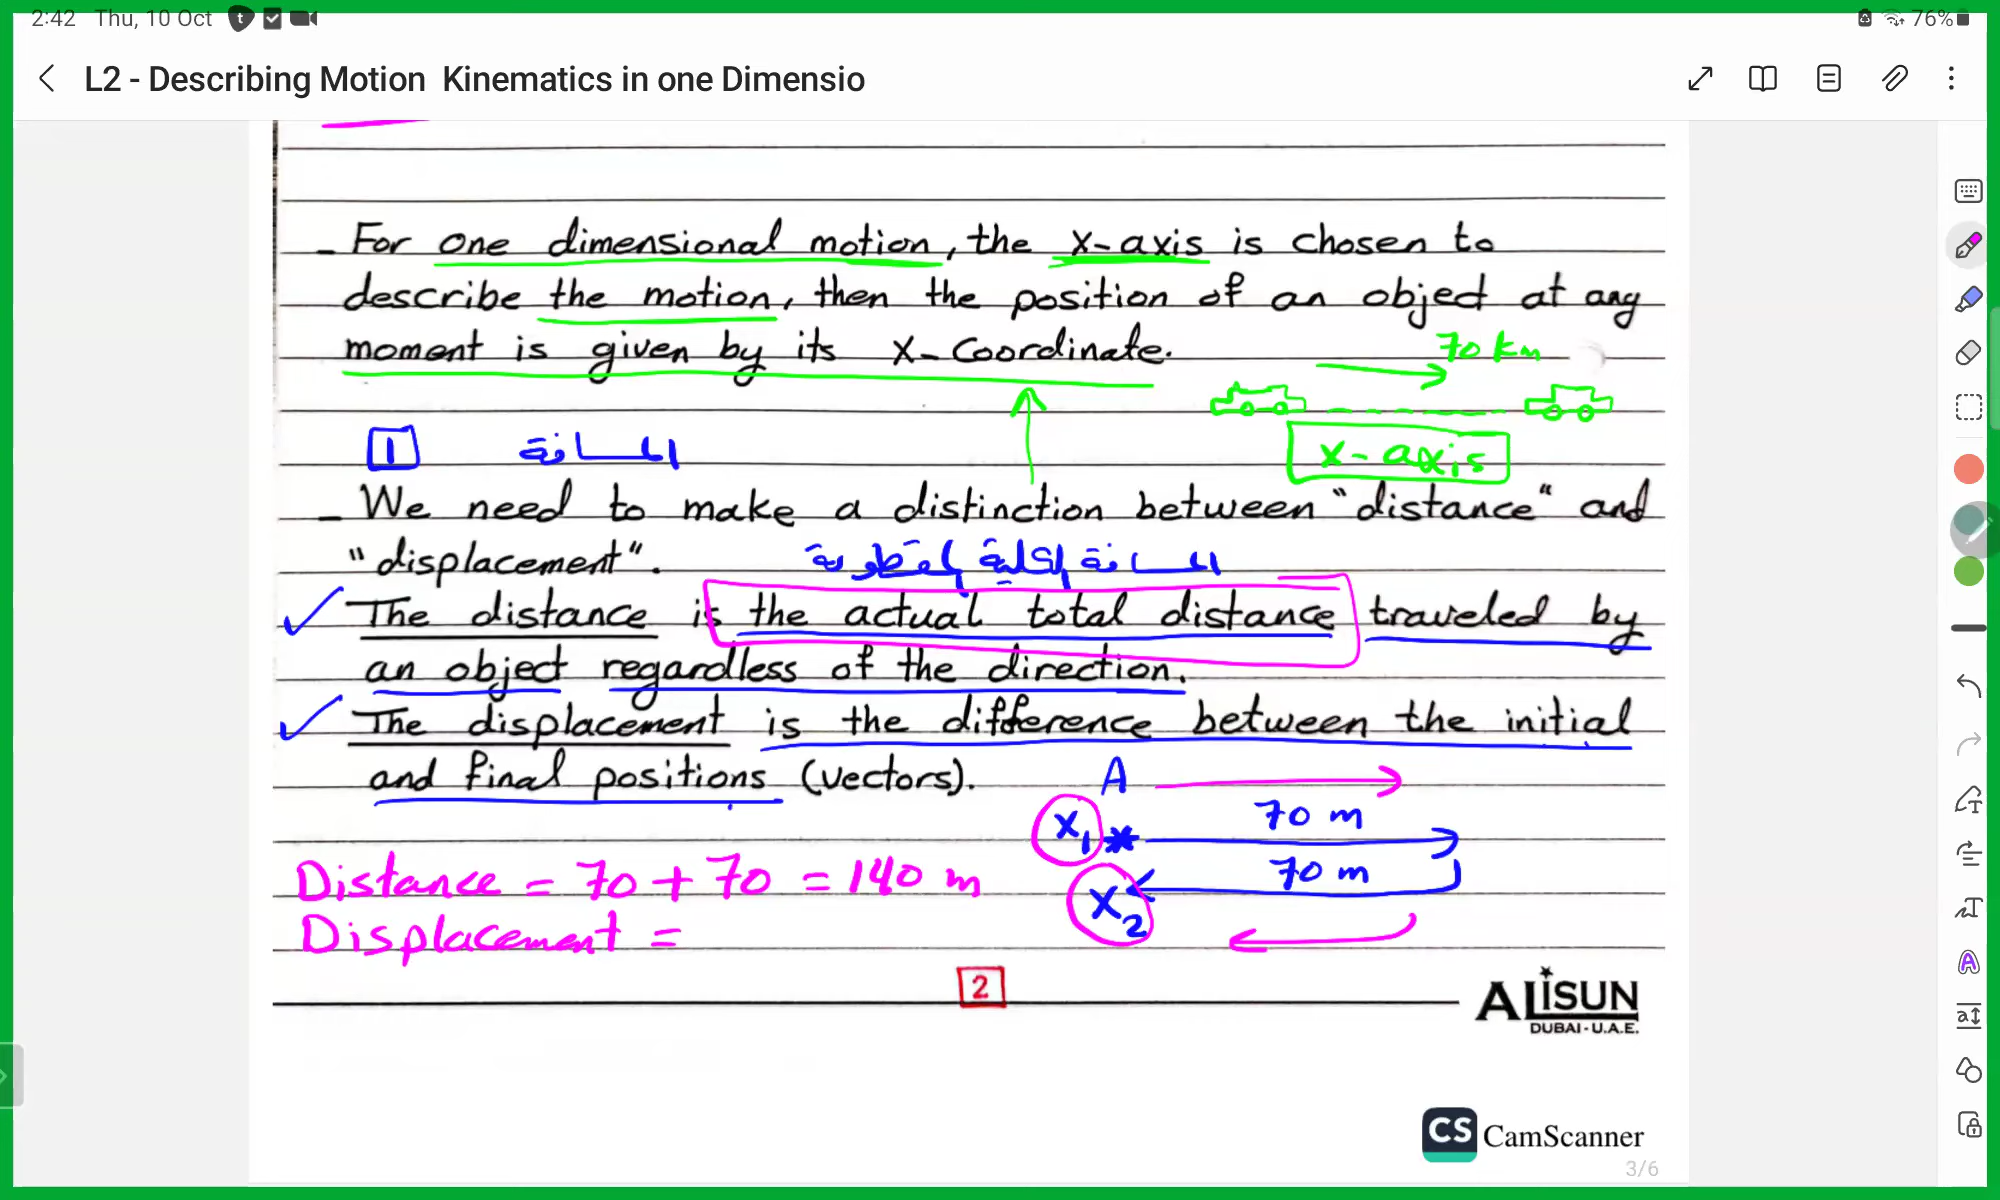 2:42 Thu, 10 Oct t 76%
L2 - Describing Motion Kinematics in one Dimensio
- For one dimensional motion, the x-axis is chosen to
describe the motion, then the position of an object at any
moment is given by its X-Coordinate.
70 km
x-axis
1 المسافة
- We need to make a distinction between "distance" and
"displacement".
المسافة الكلية المقطوعة
The distance is the actual total distance traveled by
an object regardless of the direction.
The displacement is the difference between the initial
and final positions (vectors).
A
70 m
X1
70 m
X2
Distance = 70 + 70 = 140 m
Displacement =
2
ALISUN
DUBAI - U.A.E.
CS CamScanner
3/6